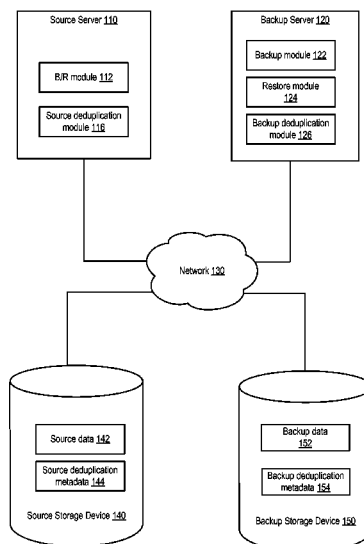 Source Server 110
B/R module 112
Source deduplication
module 116
Backup Server 120
Backup module 122
Restore module
124
Backup deduplication
module 126
Network 130
Source data 142
Source deduplication
metadata 144
Source Storage Device 140
Backup data
152
Backup deduplication
metadata 154
Backup Storage Device 150